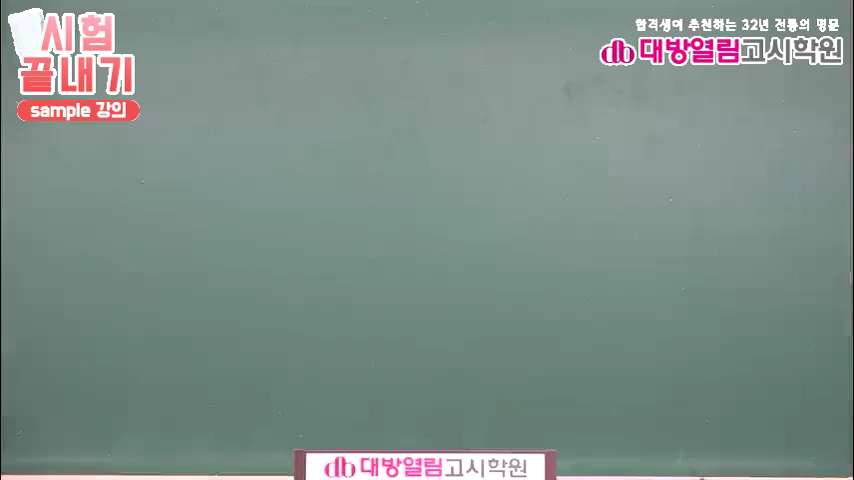 시험
끝내기
sample 강의
합격생이 추천하는 32년 전통의 명문
db 대방열림고시학원
db 대방열림고시학원